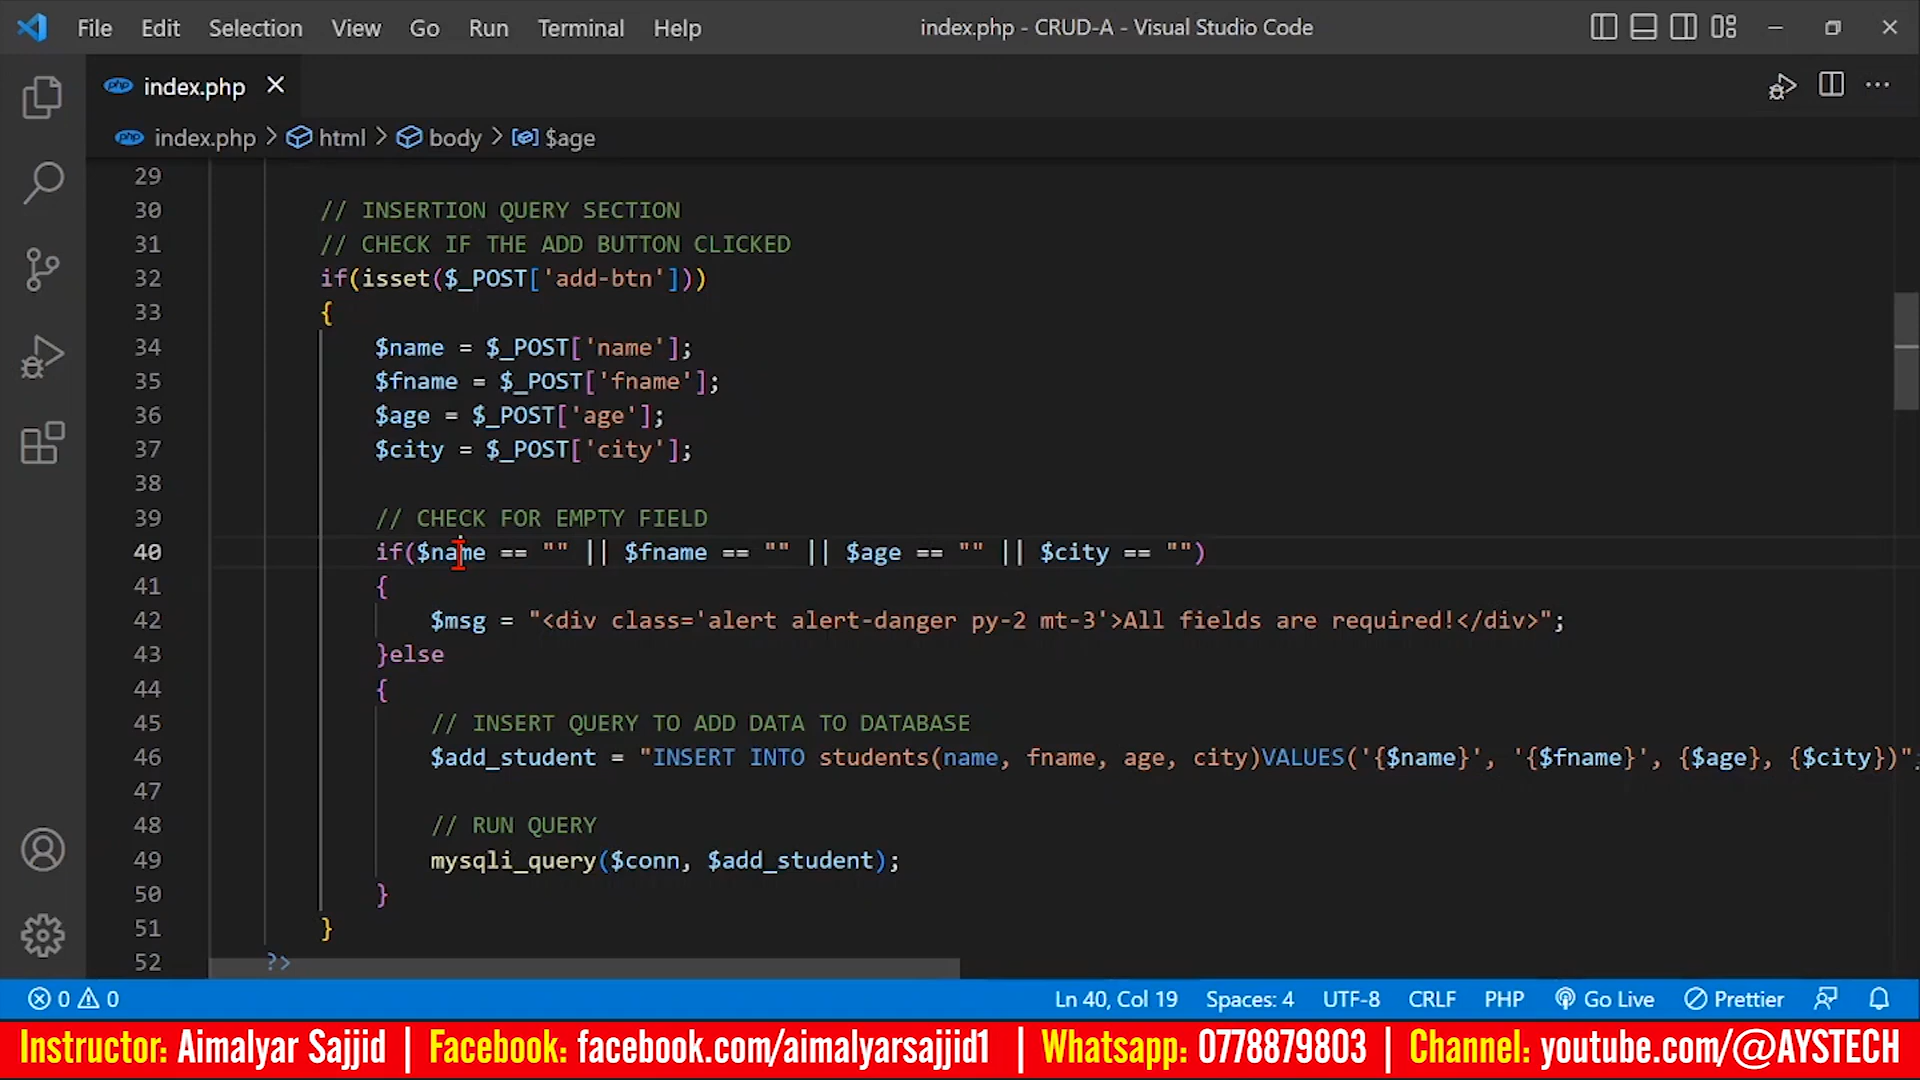 File Edit Selection View Go Run Terminal Help index.php - CRUD-A - Visual Studio Code
php index.php
php index.php > html > body > $age
29
30 // INSERTION QUERY SECTION
31 // CHECK IF THE ADD BUTTON CLICKED
32 if(isset($_POST['add-btn']))
33 {
34 $name = $_POST['name'];
35 $fname = $_POST['fname'];
36 $age = $_POST['age'];
37 $city = $_POST['city'];
38
39 // CHECK FOR EMPTY FIELD
40 if($name == "" || $fname == "" || $age == "" || $city == "")
41 {
42 $msg = "<div class='alert alert-danger py-2 mt-3'>All fields are required!</div>";
43 }else
44 {
45 // INSERT QUERY TO ADD DATA TO DATABASE
46 $add_student = "INSERT INTO students(name, fname, age, city)VALUES('{$name}', '{$fname}', {$age}, {$city})";
47
48 // RUN QUERY
49 mysqli_query($conn, $add_student);
50 }
51 }
52 ?>
0 0 Ln 40, Col 19 Spaces: 4 UTF-8 CRLF PHP Go Live Prettier
Instructor: Aimalyar Sajjid | Facebook: facebook.com/aimalyarsajjid1 | Whatsapp: 0778879803 | Channel: youtube.com/@AYSTECH